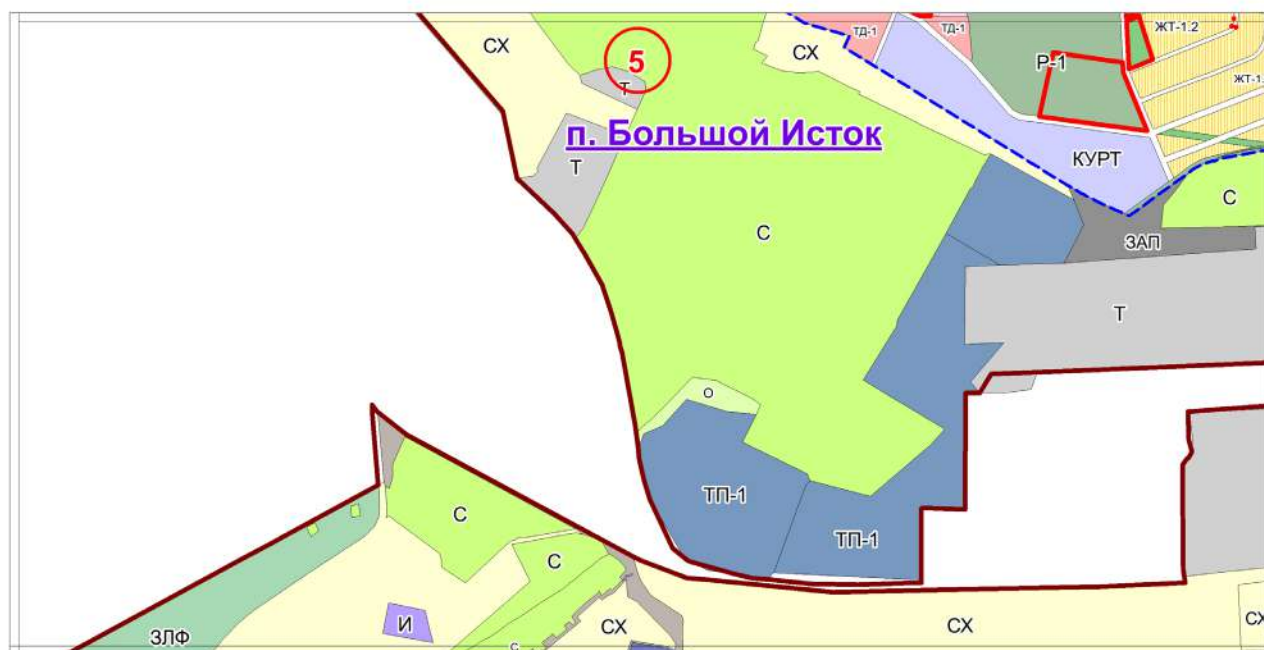 ЖТ-1.2
ТД-1
ТД-1
СХ
СХ
5
Р-1
ЖТ-1.
Т
п. Большой Исток
КУРТ
Т
С
С
ЗАП
Т
О
ТП-1
С
ТП-1
С
И
СХ
СХ
СХ
ЗЛФ
С